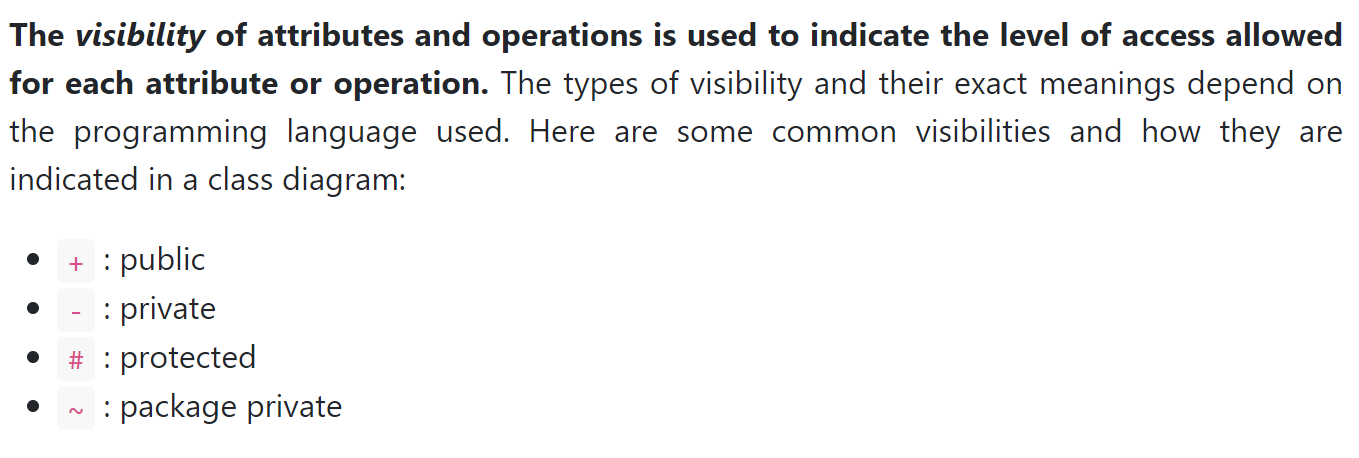 The visibility of attributes and operations is used to indicate the level of access allowed
for each attribute or operation. The types of visibility and their exact meanings depend on
the programming language used. Here are some common visibilities and how they are
indicated in a class diagram:
• + : public
• - : private
• # : protected
• ~ : package private